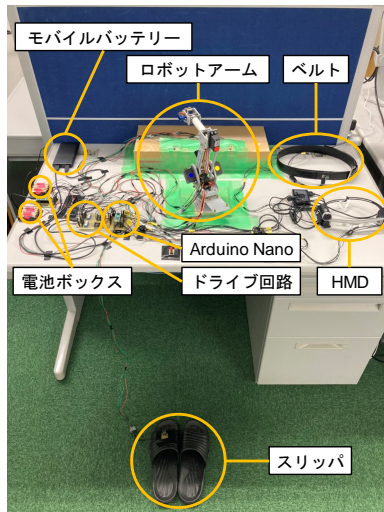 モバイルバッテリー
ロボットアーム
ベルト
Arduino Nano
電池ボックス
ドライブ回路
HMD
スリッパ